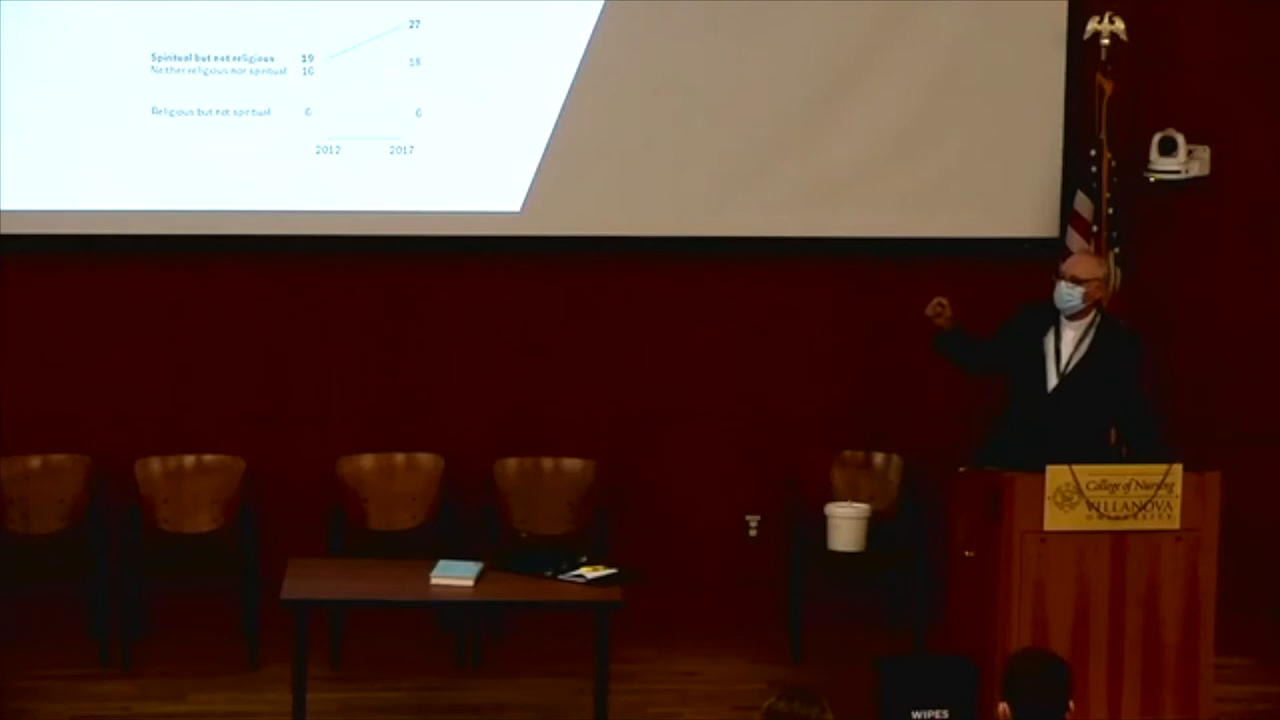 27
Spiritual but not religious 19
Neither religious nor spiritual 16 18
Religious but not spiritual 6 6
2012 2017
College of Nursing
VILLANOVA
UNIVERSITY
WIPES